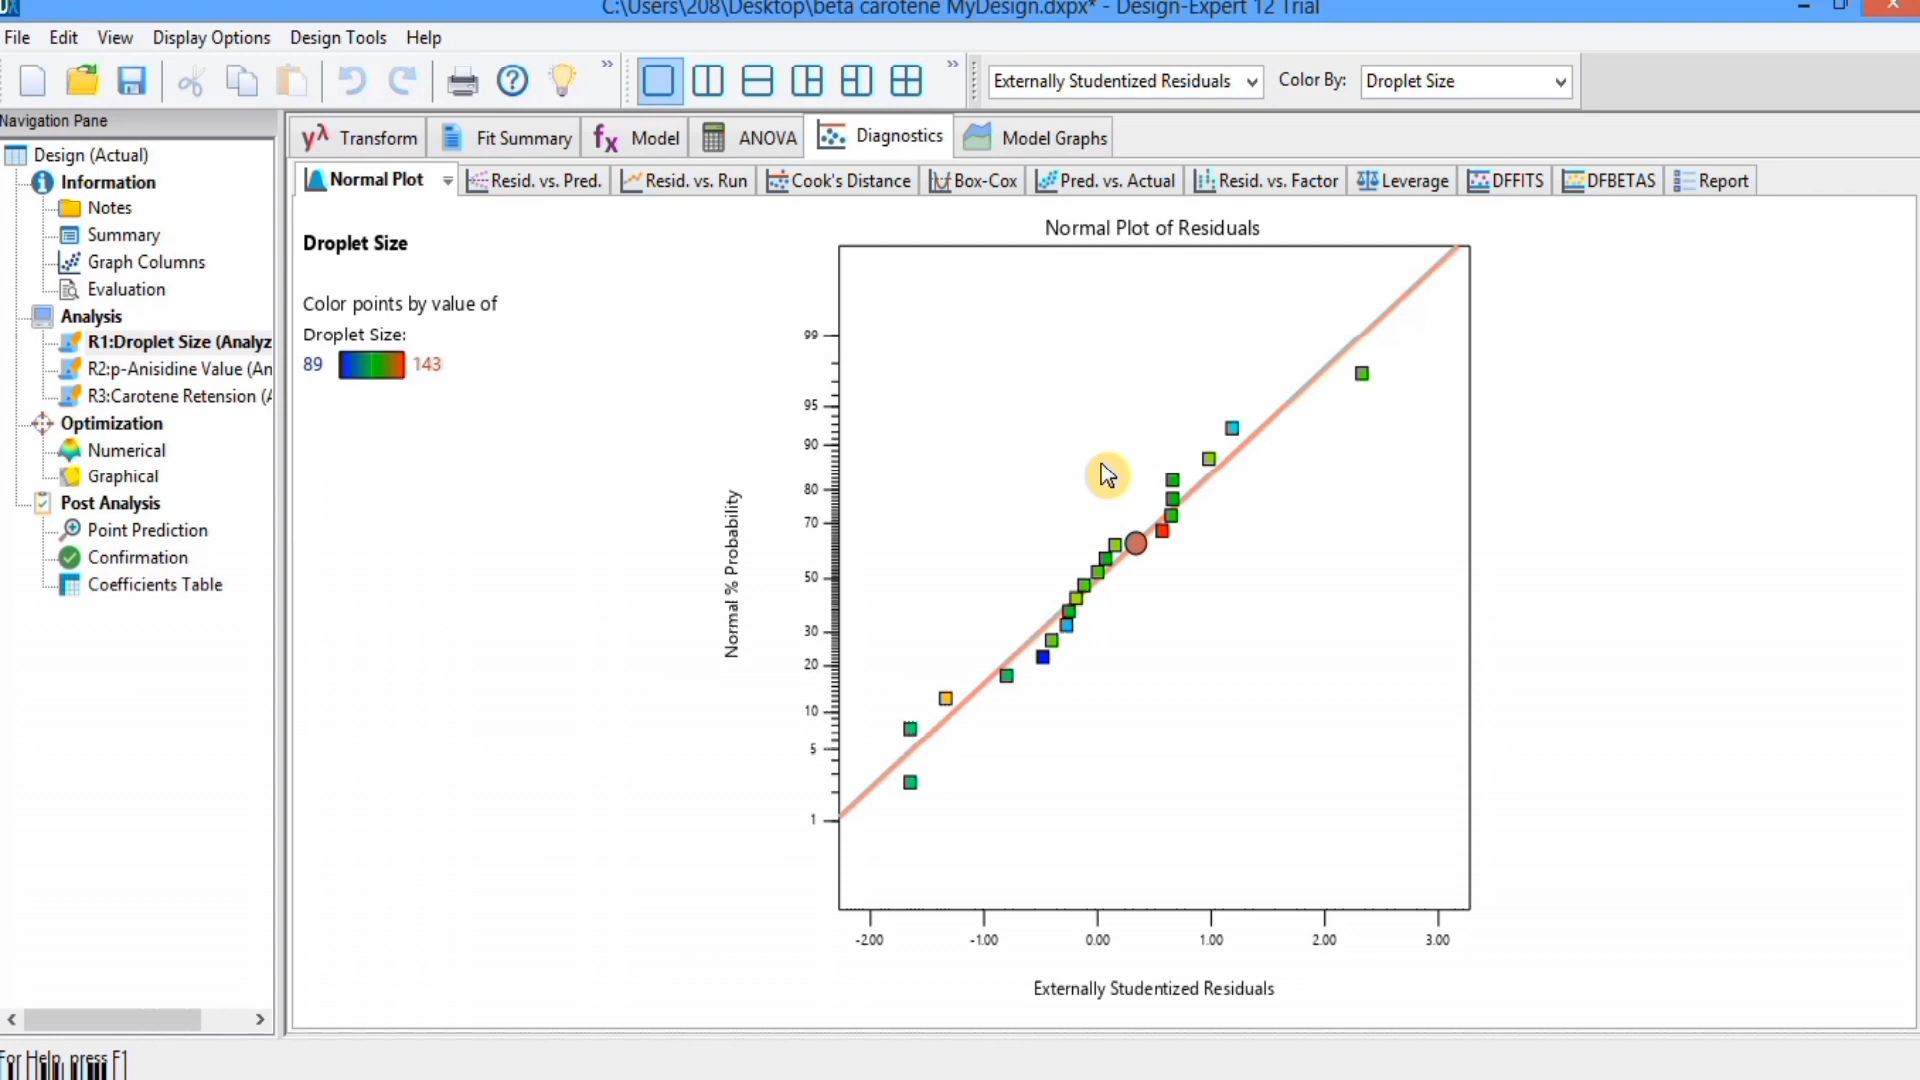 C:\Users\208\Desktop\beta carotene MyDesign.dxpx* - Design-Expert 12 Trial
File Edit View Display Options Design Tools Help
Externally Studentized Residuals Color By: Droplet Size
Navigation Pane
Design (Actual)
Information
Notes
Summary
Graph Columns
Evaluation
Analysis
R1:Droplet Size (Analyz
R2:p-Anisidine Value (An
R3:Carotene Retension (A
Optimization
Numerical
Graphical
Post Analysis
Point Prediction
Confirmation
Coefficients Table
yλ Transform Fit Summary fx Model ANOVA Diagnostics Model Graphs
Normal Plot Resid. vs. Pred. Resid. vs. Run Cook's Distance Box-Cox Pred. vs. Actual Resid. vs. Factor Leverage DFFITS DFBETAS Report
Droplet Size
Color points by value of
Droplet Size:
89 143
Normal Plot of Residuals
Normal % Probability
99
95
90
80
70
50
30
20
10
5
1
-2.00 -1.00 0.00 1.00 2.00 3.00
Externally Studentized Residuals
For Help, press F1